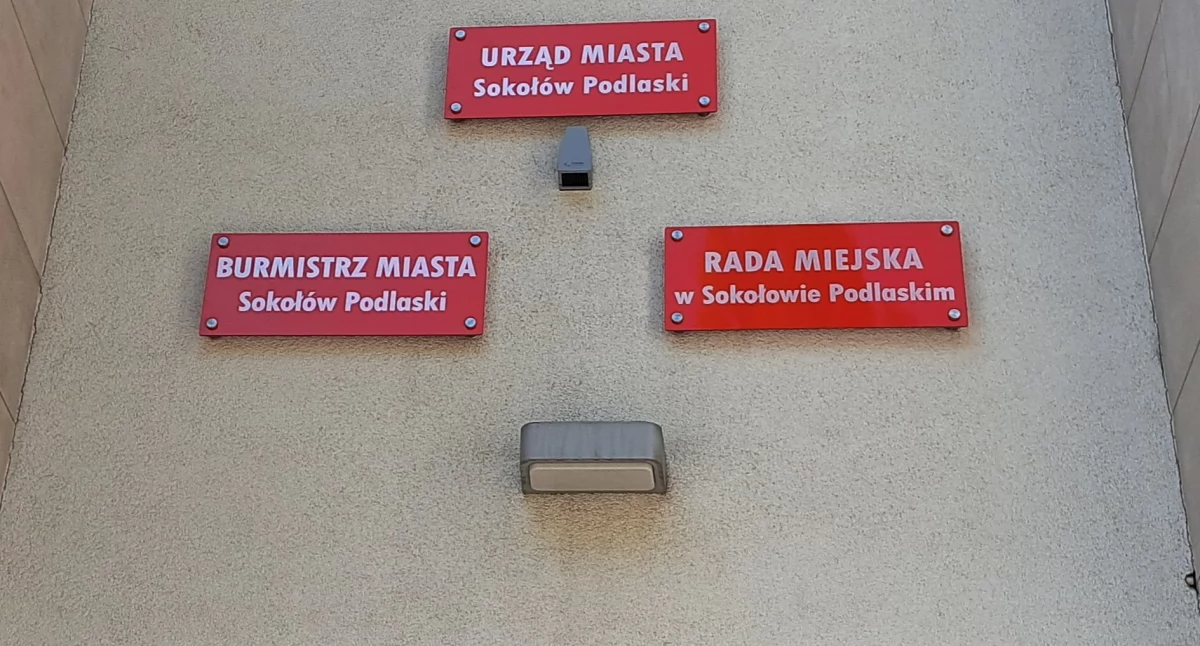 URZĄD MIASTA
Sokołów Podlaski
BURMISTRZ MIASTA
Sokołów Podlaski
RADA MIEJSKA
w Sokołowie Podlaskim